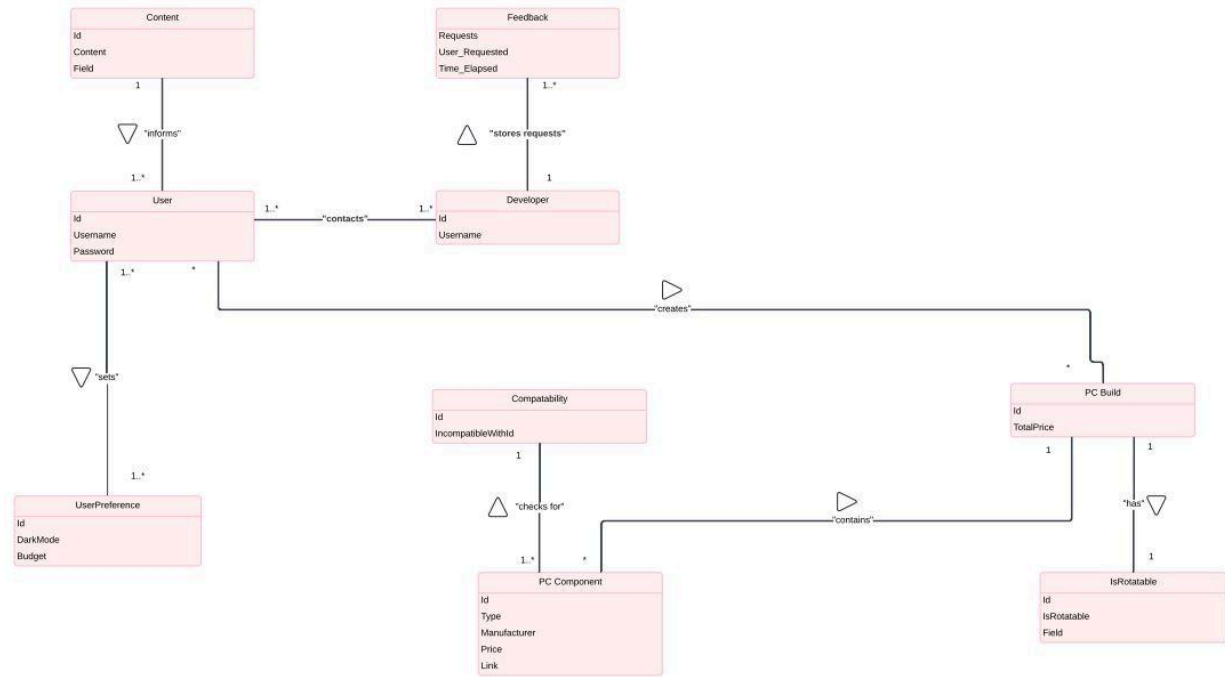 Content
Id
Content
Field
Feedback
Requests
User_Requested
Time_Elapsed
1
1..*
"informs"
"stores requests"
1..*
1
User
Id
Username
Password
1..*
"contacts"
1..*
Developer
Id
Username
1..*
*
"creates"
"sets"
*
1..*
UserPreference
Id
DarkMode
Budget
Compatability
Id
IncompatibleWithId
PC Build
Id
TotalPrice
1
1
1
"checks for"
"contains"
"has"
1..*
*
1
PC Component
Id
Type
Manufacturer
Price
Link
IsRotatable
Id
IsRotatable
Field